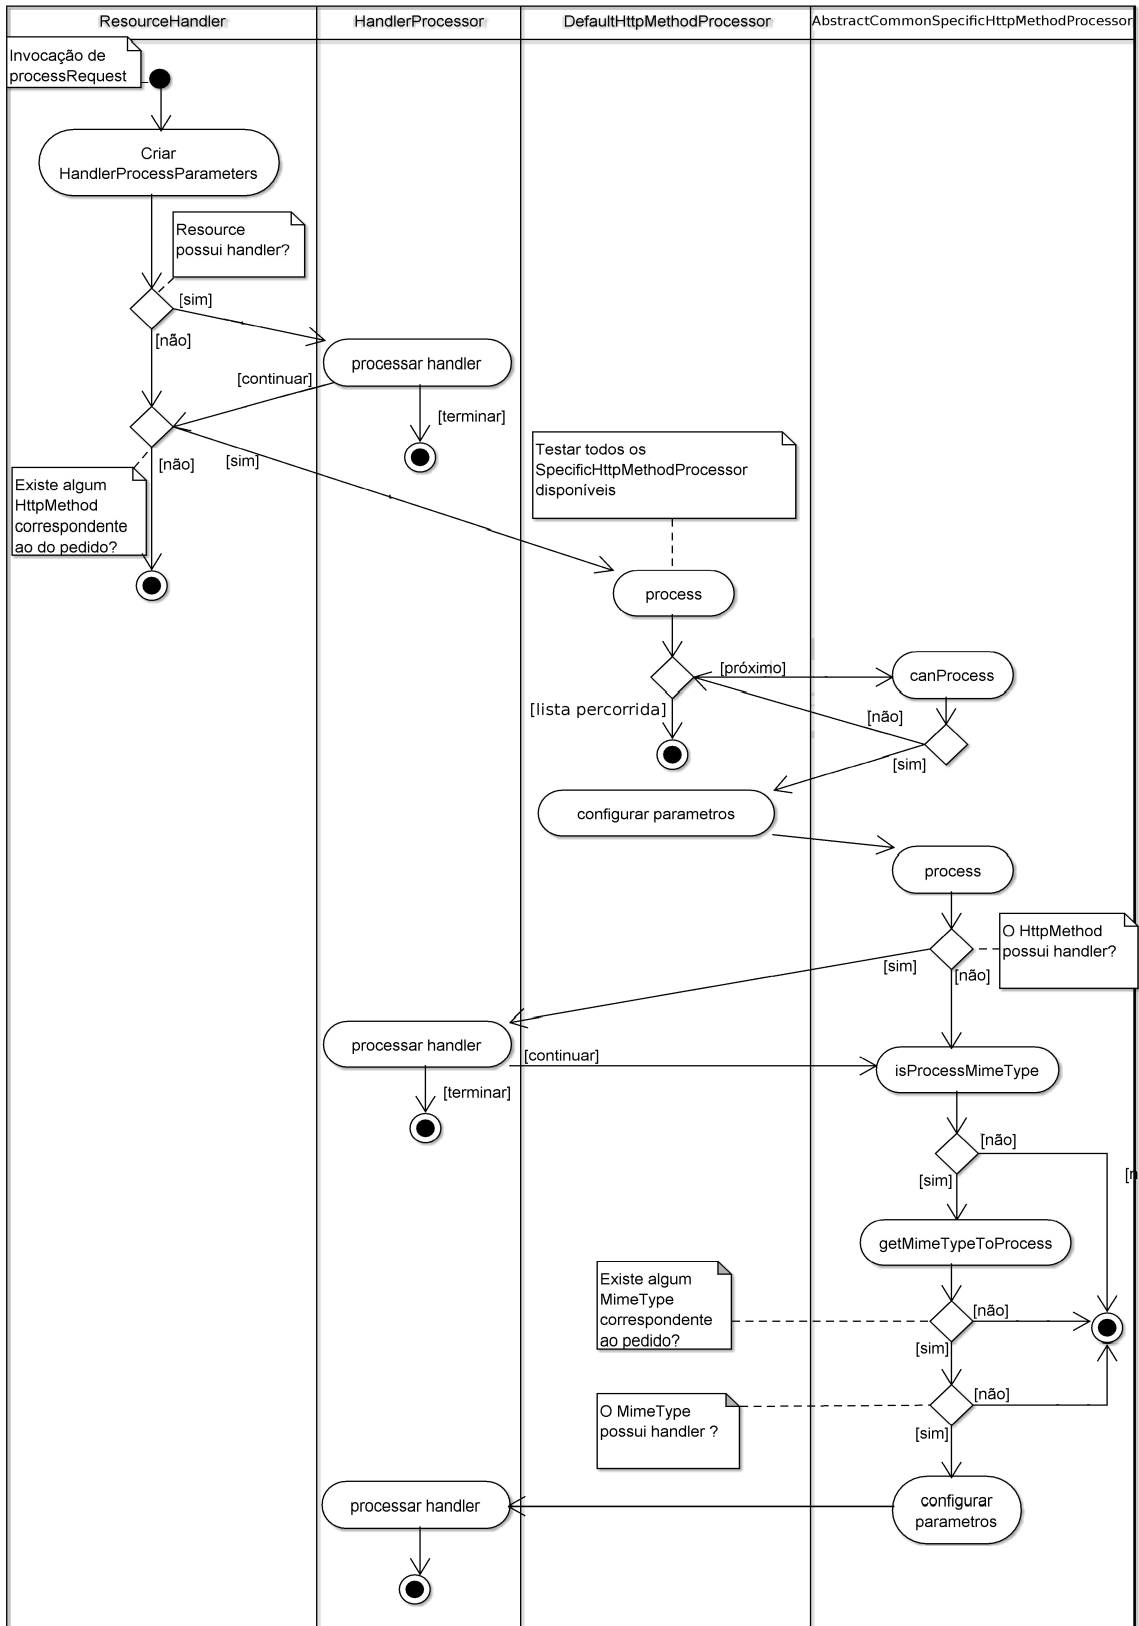 ResourceHandler
HandlerProcessor
DefaultHttpMethodProcessor
AbstractCommonSpecificHttpMethodProcessor
Invocação de
processRequest
Criar
HandlerProcessParameters
Resource
possui handler?
[sim]
[não]
processar handler
[continuar]
[terminar]
[não]
[sim]
Existe algum
HttpMethod
correspondente
ao do pedido?
Testar todos os
SpecificHttpMethodProcessor
disponíveis
process
[próximo]
canProcess
[lista percorrida]
[não]
[sim]
configurar parametros
process
O HttpMethod
possui handler?
[sim]
[não]
processar handler
[continuar]
isProcessMimeType
[terminar]
[não]
[sim]
getMimeTypeToProcess
Existe algum
MimeType
correspondente
ao pedido?
[não]
[sim]
O MimeType
possui handler ?
[não]
[sim]
configurar
parametros
processar handler